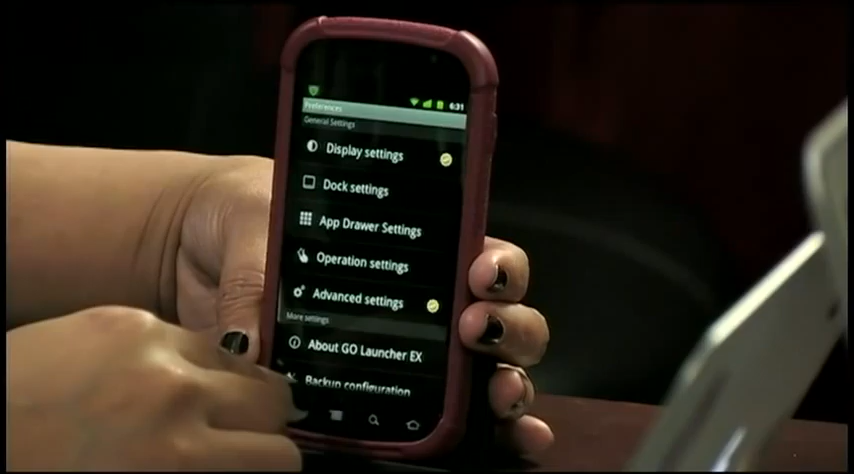 6:31
Preferences
General Settings
Display settings
Dock settings
App Drawer Settings
Operation settings
Advanced settings
More settings
About GO Launcher EX
Backup configuration